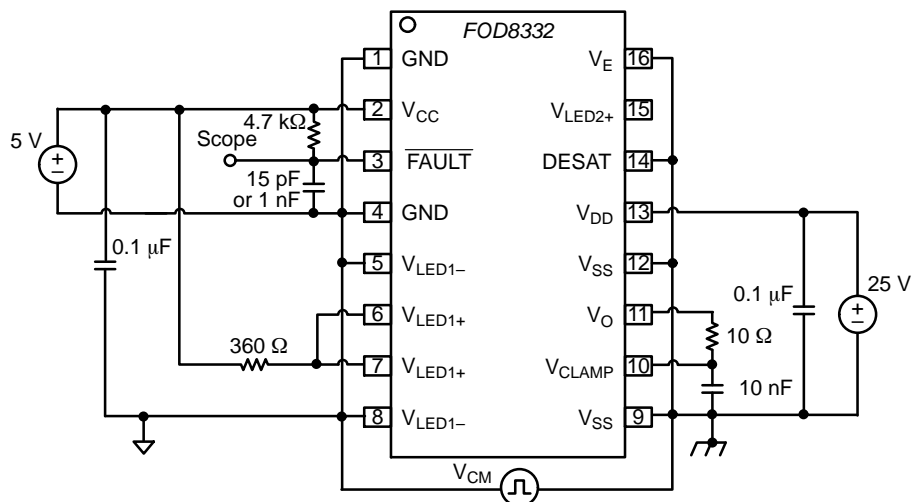 FOD8332
1 GND
VE 16
2 VCC
VLED2+ 15
4.7 kΩ
Scope
5 V
3 FAULT
DESAT 14
15 pF
or 1 nF
4 GND
VDD 13
0.1 μF
5 VLED1–
VSS 12
25 V
0.1 μF
6 VLED1+
VO 11
10 Ω
360 Ω
7 VLED1+
VCLAMP 10
10 nF
8 VLED1–
VSS 9
VCM